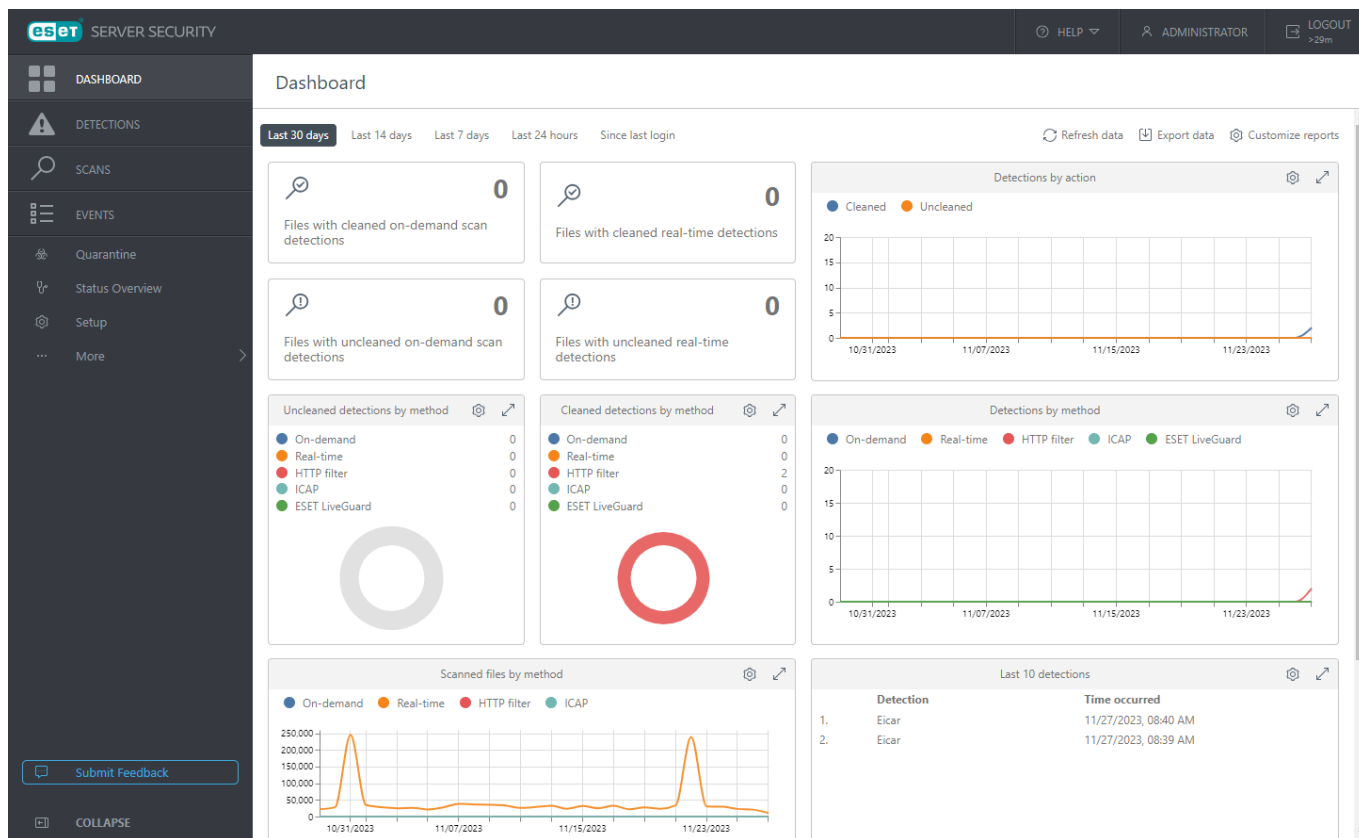 eset SERVER SECURITY
HELP
ADMINISTRATOR
LOGOUT
>29m
DASHBOARD
DETECTIONS
SCANS
EVENTS
Quarantine
Status Overview
Setup
More
Submit Feedback
COLLAPSE
Dashboard
Last 30 days Last 14 days Last 7 days Last 24 hours Since last login
Refresh data Export data Customize reports
0
Files with cleaned on-demand scan
detections
0
Files with cleaned real-time detections
0
Files with uncleaned on-demand scan
detections
0
Files with uncleaned real-time
detections
Detections by action
Cleaned Uncleaned
20
15
10
5
0
10/31/2023 11/07/2023 11/15/2023 11/23/2023
Uncleaned detections by method
On-demand 0
Real-time 0
HTTP filter 0
ICAP 0
ESET LiveGuard 0
Cleaned detections by method
On-demand 0
Real-time 0
HTTP filter 2
ICAP 0
ESET LiveGuard 0
Detections by method
On-demand Real-time HTTP filter ICAP ESET LiveGuard
20
15
10
5
0
10/31/2023 11/07/2023 11/15/2023 11/23/2023
Scanned files by method
On-demand Real-time HTTP filter ICAP
250,000
200,000
150,000
100,000
50,000
0
10/31/2023 11/07/2023 11/15/2023 11/23/2023
Last 10 detections
Detection Time occurred
1. Eicar 11/27/2023, 08:40 AM
2. Eicar 11/27/2023, 08:39 AM